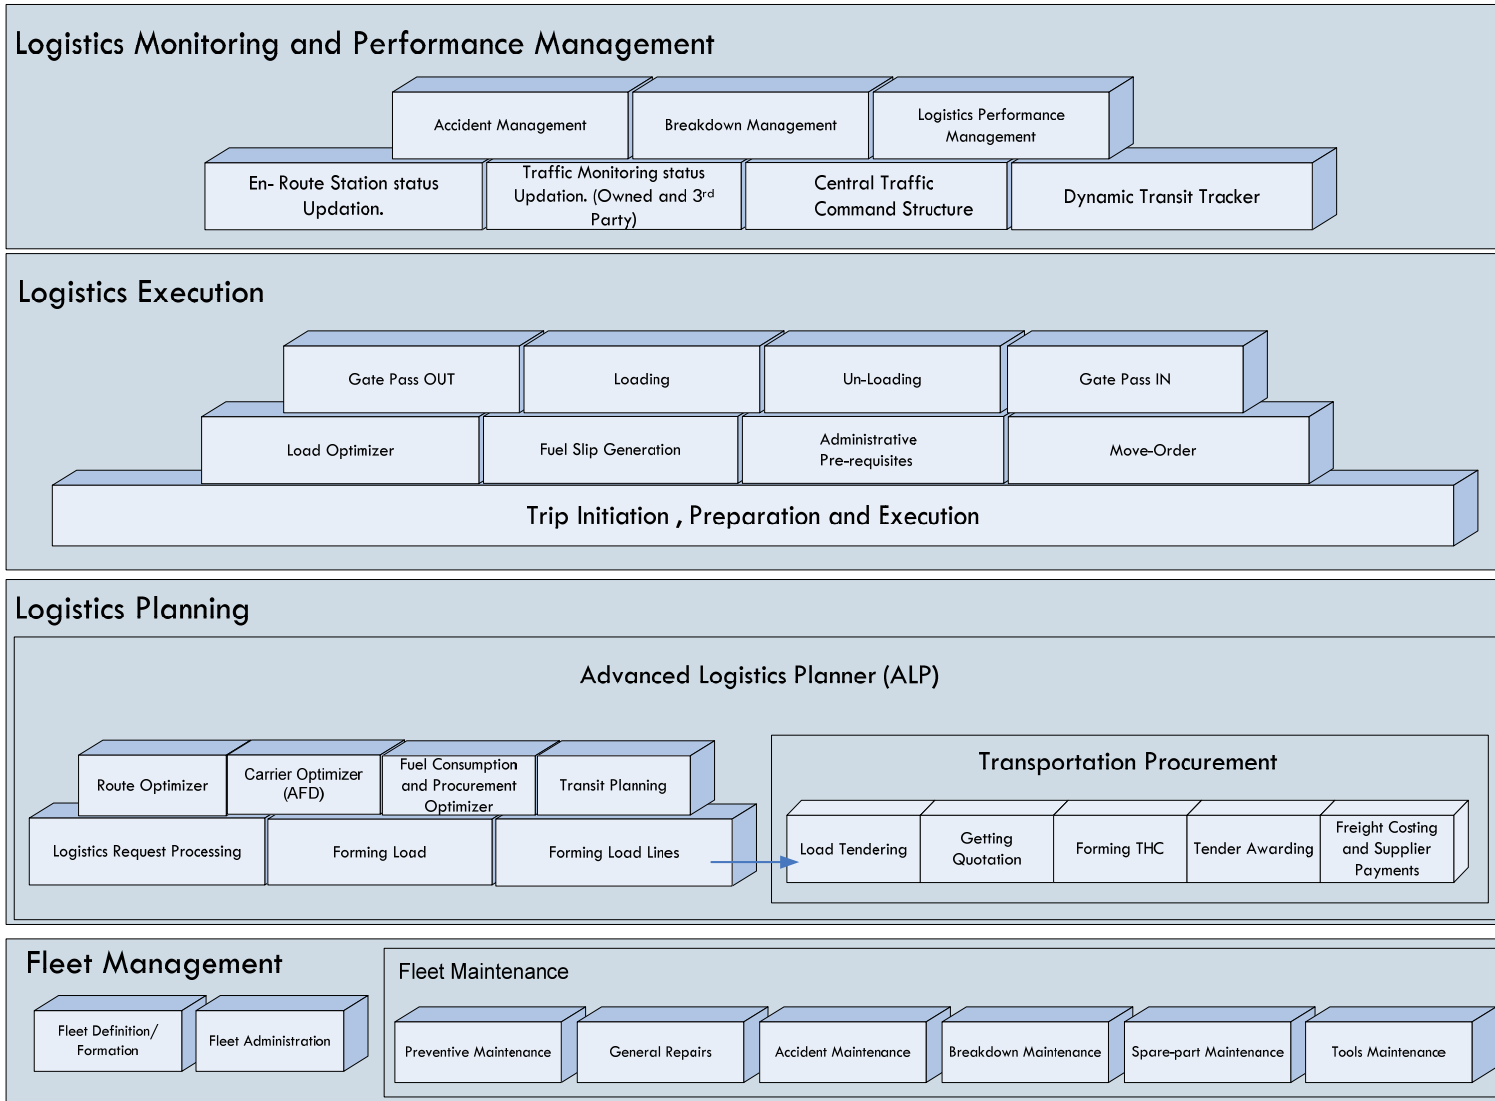 Logistics Monitoring and Performance Management
Accident Management
Breakdown Management
Logistics Performance
Management
En- Route Station status
Updation.
Traffic Monitoring status
Updation. (Owned and 3rd
Party)
Central Traffic
Command Structure
Dynamic Transit Tracker
Logistics Execution
Gate Pass OUT
Loading
Un-Loading
Gate Pass IN
Load Optimizer
Fuel Slip Generation
Administrative
Pre-requisites
Move-Order
Trip Initiation , Preparation and Execution
Logistics Planning
Advanced Logistics Planner (ALP)
Route Optimizer
Carrier Optimizer
(AFD)
Fuel Consumption
and Procurement
Optimizer
Transit Planning
Logistics Request Processing
Forming Load
Forming Load Lines
Transportation Procurement
Load Tendering
Getting
Quotation
Forming THC
Tender Awarding
Freight Costing
and Supplier
Payments
Fleet Management
Fleet Definition/
Formation
Fleet Administration
Fleet Maintenance
Preventive Maintenance
General Repairs
Accident Maintenance
Breakdown Maintenance
Spare-part Maintenance
Tools Maintenance